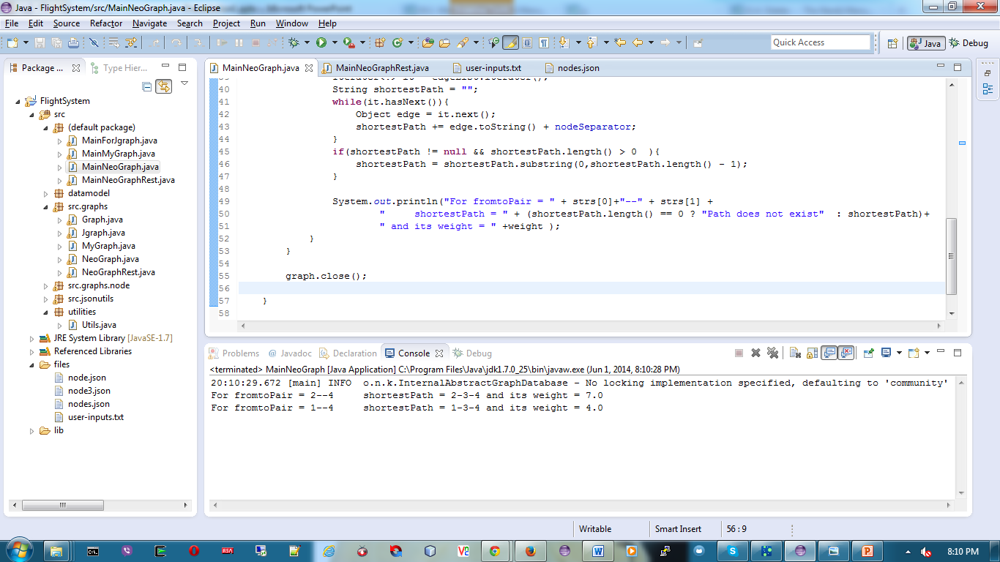 Java - FlightSystem/src/MainNeoGraph.java - Eclipse
File Edit Source Refactor Navigate Search Project Run Window Help
Quick Access
Java
Debug
Package ...
Type Hier...
FlightSystem
src
(default package)
MainForJgraph.java
MainMyGraph.java
MainNeoGraph.java
MainNeoGraphRest.java
datamodel
src.graphs
Graph.java
Jgraph.java
MyGraph.java
NeoGraph.java
NeoGraphRest.java
src.graphs.node
src.jsonutils
utilities
Utils.java
JRE System Library [JavaSE-1.7]
Referenced Libraries
files
node.json
node3.json
nodes.json
user-inputs.txt
lib
MainNeoGraph.java
MainNeoGraphRest.java
user-inputs.txt
nodes.json
40 String shortestPath = "";
41 while(it.hasNext()){
42 Object edge = it.next();
43 shortestPath += edge.toString() + nodeSeparator;
44 }
45 if(shortestPath != null && shortestPath.length() > 0 ){
46 shortestPath = shortestPath.substring(0,shortestPath.length() - 1);
47 }
48
49 System.out.println("For fromtoPair = " + strs[0]+"--" + strs[1] +
50 " shortestPath = " + (shortestPath.length() == 0 ? "Path does not exist" : shortestPath)+
51 " and its weight = " +weight );
52 }
53 }
54
55 graph.close();
56
57 }
58
Problems
@ Javadoc
Declaration
Console
Debug
<terminated> MainNeoGraph [Java Application] C:\Program Files\Java\jdk1.7.0_25\bin\javaw.exe (Jun 1, 2014, 8:10:28 PM)
20:10:29.672 [main] INFO o.n.k.InternalAbstractGraphDatabase - No locking implementation specified, defaulting to 'community'
For fromtoPair = 2--4 shortestPath = 2-3-4 and its weight = 7.0
For fromtoPair = 1--4 shortestPath = 1-3-4 and its weight = 4.0
Writable
Smart Insert
56 : 9
8:10 PM